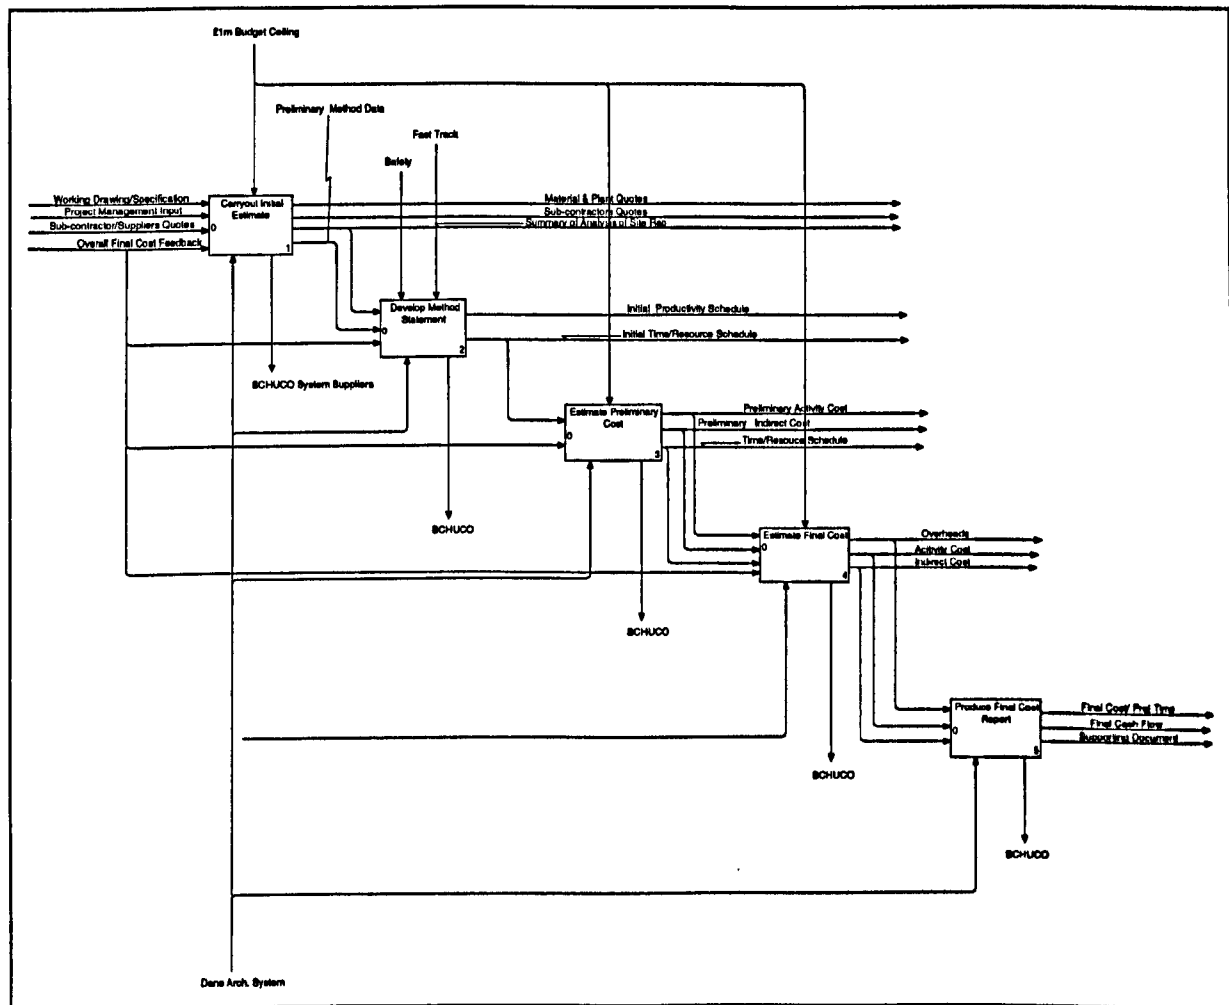 £1m Budget Ceiling
Preliminary Method Data
Fast Track
Safety
Working Drawing/Specification
Project Management Input
Sub-contractor/Suppliers Quotes
Overall Final Cost Feedback
Carryout Initial
Estimate
0
1
Material & Plant Quotes
Sub-contractors Quotes
Summary of Analysis of Site Rep
Develop Method
Statement
0
2
Initial Productivity Schedule
Initial Time/Resource Schedule
SCHUCO System Suppliers
Estimate Preliminary
Cost
0
3
Preliminary Activity Cost
Preliminary Indirect Cost
Time/Resouce Schedule
SCHUCO
Estimate Final Cost
0
4
Overheads
Acitivity Cost
Indirect Cost
SCHUCO
Produce Final Cost
Report
0
5
Final Cost/ Proj Time
Final Cash Flow
Supporting Document
SCHUCO
SCHUCO
Dane Arch. System